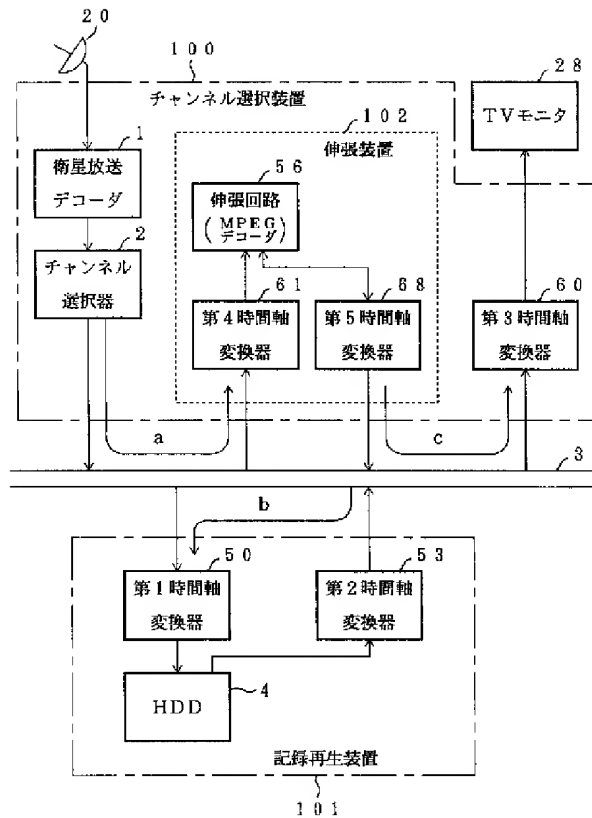 20
100
28
チャンネル選択装置
TVモニタ
102
1
伸張装置
衛星放送
デコーダ
56
伸張回路
(MPEG
デコーダ)
2
チャンネル
選択器
61
68
60
第4時間軸
変換器
第5時間軸
変換器
第3時間軸
変換器
a
c
3
b
50
53
第1時間軸
変換器
第2時間軸
変換器
HDD
4
記録再生装置
101